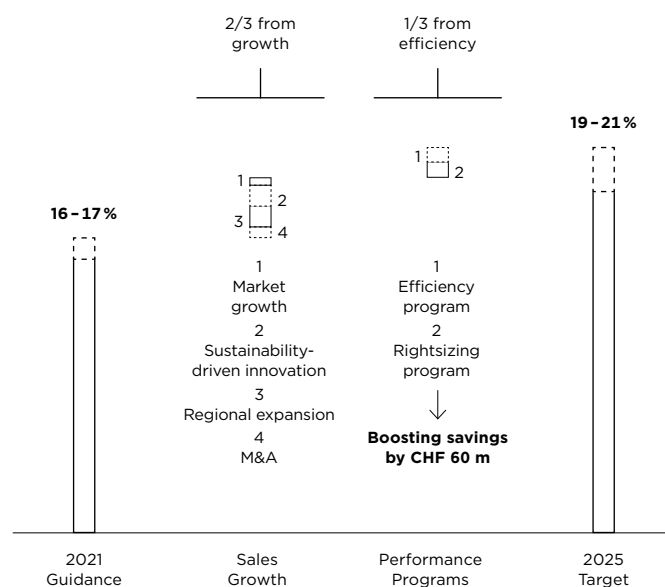 2/3 from
growth
1/3 from
efficiency
16 – 17 %
1
2
3
4
1
2
19 – 21 %
1
Market
growth
2
Sustainability-
driven innovation
3
Regional expansion
4
M&A
1
Efficiency
program
2
Rightsizing
program
Boosting savings
by CHF 60 m
2021
Guidance
Sales
Growth
Performance
Programs
2025
Target